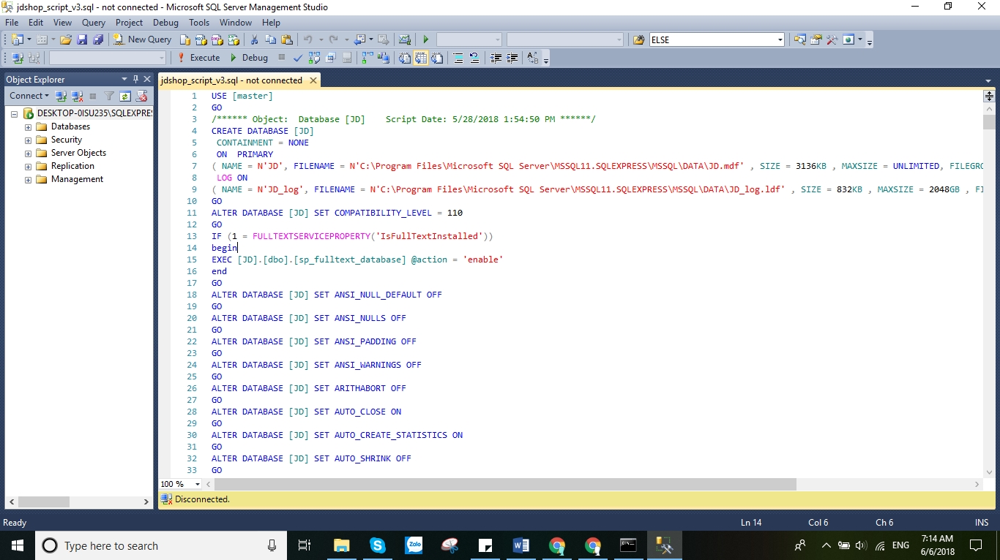 jdshop_script_v3.sql - not connected - Microsoft SQL Server Management Studio
File Edit View Query Project Debug Tools Window Help
New Query ELSE
Execute Debug
Object Explorer
Connect
DESKTOP-0ISU235\SQLEXPRES
Databases
Security
Server Objects
Replication
Management
jdshop_script_v3.sql - not connected
1 USE [master]
2 GO
3 /****** Object:  Database [JD]    Script Date: 5/28/2018 1:54:50 PM ******/
4 CREATE DATABASE [JD]
5  CONTAINMENT = NONE
6  ON  PRIMARY
7 ( NAME = N'JD', FILENAME = N'C:\Program Files\Microsoft SQL Server\MSSQL11.SQLEXPRESS\MSSQL\DATA\JD.mdf' , SIZE = 3136KB , MAXSIZE = UNLIMITED, FILEGRO
8  LOG ON
9 ( NAME = N'JD_log', FILENAME = N'C:\Program Files\Microsoft SQL Server\MSSQL11.SQLEXPRESS\MSSQL\DATA\JD_log.ldf' , SIZE = 832KB , MAXSIZE = 2048GB , FI
10 GO
11 ALTER DATABASE [JD] SET COMPATIBILITY_LEVEL = 110
12 GO
13 IF (1 = FULLTEXTSERVICEPROPERTY('IsFullTextInstalled'))
14 begin
15 EXEC [JD].[dbo].[sp_fulltext_database] @action = 'enable'
16 end
17 GO
18 ALTER DATABASE [JD] SET ANSI_NULL_DEFAULT OFF
19 GO
20 ALTER DATABASE [JD] SET ANSI_NULLS OFF
21 GO
22 ALTER DATABASE [JD] SET ANSI_PADDING OFF
23 GO
24 ALTER DATABASE [JD] SET ANSI_WARNINGS OFF
25 GO
26 ALTER DATABASE [JD] SET ARITHABORT OFF
27 GO
28 ALTER DATABASE [JD] SET AUTO_CLOSE ON
29 GO
30 ALTER DATABASE [JD] SET AUTO_CREATE_STATISTICS ON
31 GO
32 ALTER DATABASE [JD] SET AUTO_SHRINK OFF
33 GO
100 %
Disconnected.
Ready Ln 14 Col 6 Ch 6 INS
Type here to search Zalo ENG 7:14 AM
6/6/2018